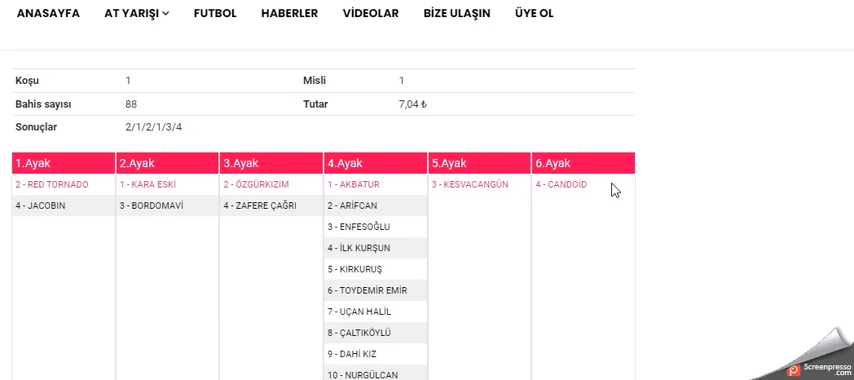 ANASAYFA AT YARIŞI FUTBOL HABERLER VİDEOLAR BİZE ULAŞIN ÜYE OL
Koşu 1 Misli 1
Bahis sayısı 88 Tutar 7,04 ₺
Sonuçlar 2/1/2/1/3/4
1.Ayak 2.Ayak 3.Ayak 4.Ayak 5.Ayak 6.Ayak
2 - RED TORNADO 1 - KARA ESKİ 2 - ÖZGÜRKIZIM 1 - AKBATUR 3 - KESVACANGÜN 4 - CANDOİD
4 - JACOBIN 3 - BORDOMAVİ 4 - ZAFERE ÇAĞRI 2 - ARİFCAN
3 - ENFESOĞLU
4 - İLK KURŞUN
5 - KIRKURUŞ
6 - TOYDEMİR EMİR
7 - UÇAN HALİL
8 - ÇALTIKÖYLÜ
9 - DAHİ KIZ
10 - NURGÜLCAN
Screenpresso
.com